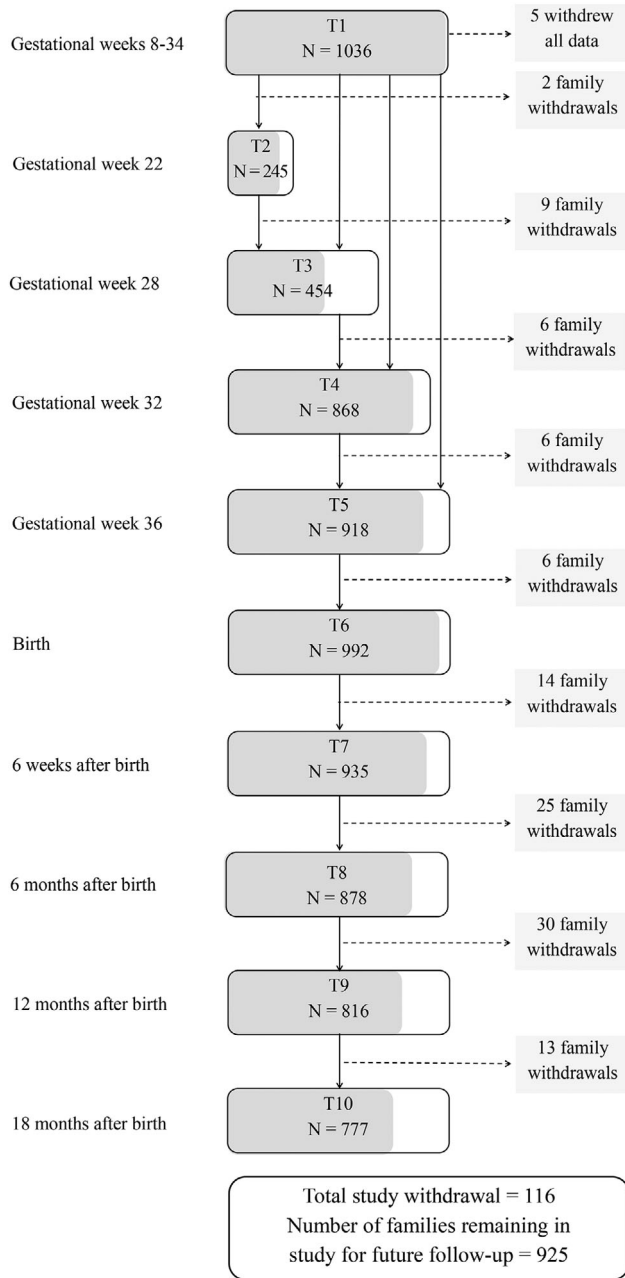 Gestational weeks 8-34
T1
N = 1036
5 withdrew
all data
2 family
withdrawals
Gestational week 22
T2
N = 245
9 family
withdrawals
Gestational week 28
T3
N = 454
6 family
withdrawals
Gestational week 32
T4
N = 868
6 family
withdrawals
Gestational week 36
T5
N = 918
6 family
withdrawals
Birth
T6
N = 992
14 family
withdrawals
6 weeks after birth
T7
N = 935
25 family
withdrawals
6 months after birth
T8
N = 878
30 family
withdrawals
12 months after birth
T9
N = 816
13 family
withdrawals
18 months after birth
T10
N = 777
Total study withdrawal = 116
Number of families remaining in
study for future follow-up = 925